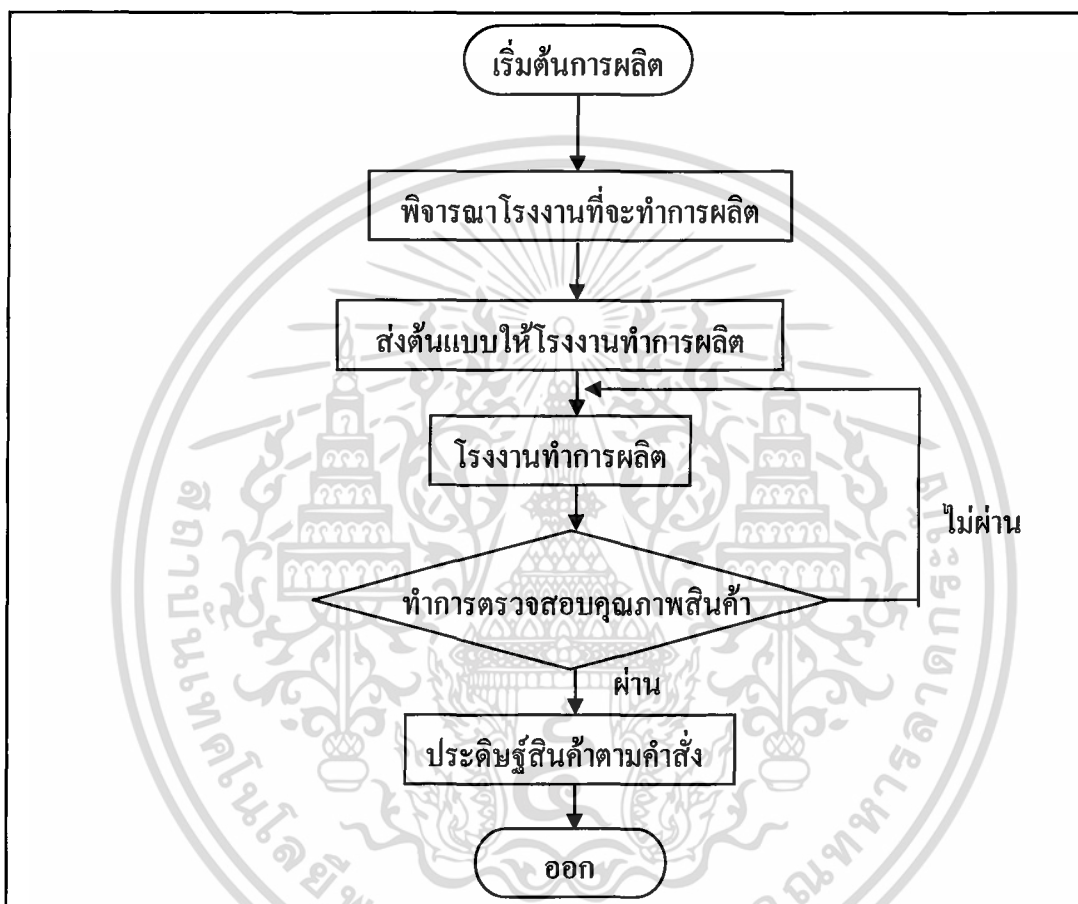 เริ่มต้นการผลิต
พิจารณาโรงงานที่จะทำการผลิต
ส่งต้นแบบให้โรงงานทำการผลิต
โรงงานทำการผลิต
ไม่ผ่าน
ทำการตรวจสอบคุณภาพสินค้า
ผ่าน
ประดิษฐ์สินค้าตามคำสั่ง
ออก